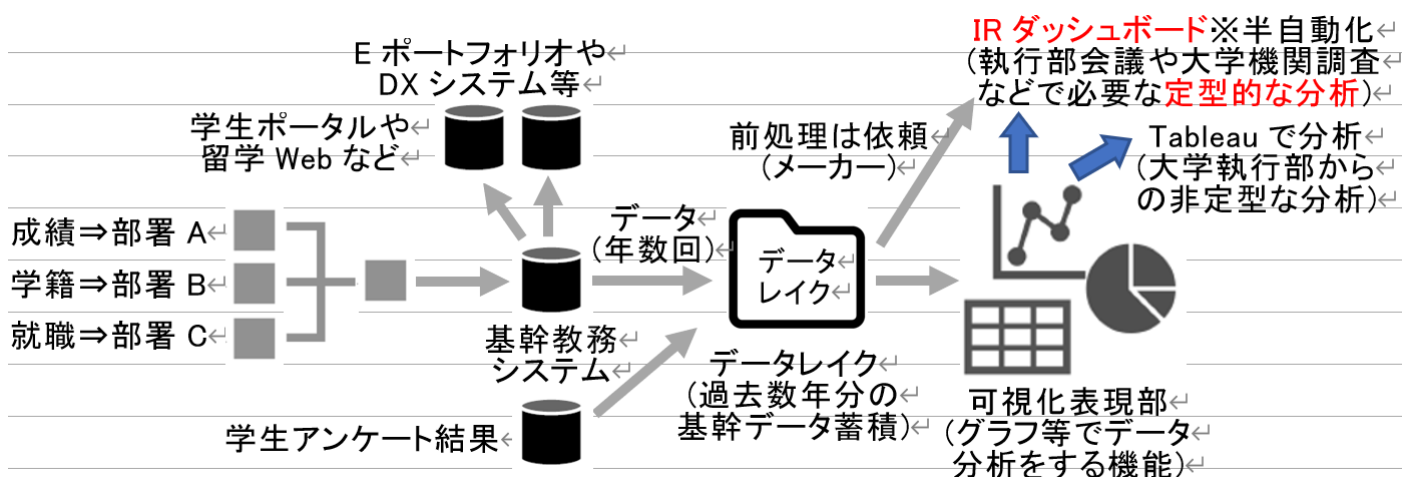 IR ダッシュボード※半自動化↵
(執行部会議や大学機関調査↵
などで必要な定型的な分析)↵
E ポートフォリオや↵
DX システム等↵
学生ポータルや↵
留学 Web など↵
前処理は依頼↵
(メーカー)↵
Tableau で分析↵
(大学執行部から↵
の非定型な分析)↵
成績⇒部署 A↵
学籍⇒部署 B↵
就職⇒部署 C↵
データ↵
(年数回)↵
データ↵
レイク↵
基幹教務↵
システム↵
データレイク↵
(過去数年分の↵
基幹データ蓄積)↵
可視化表現部↵
(グラフ等でデータ↵
分析をする機能)↵
学生アンケート結果↵